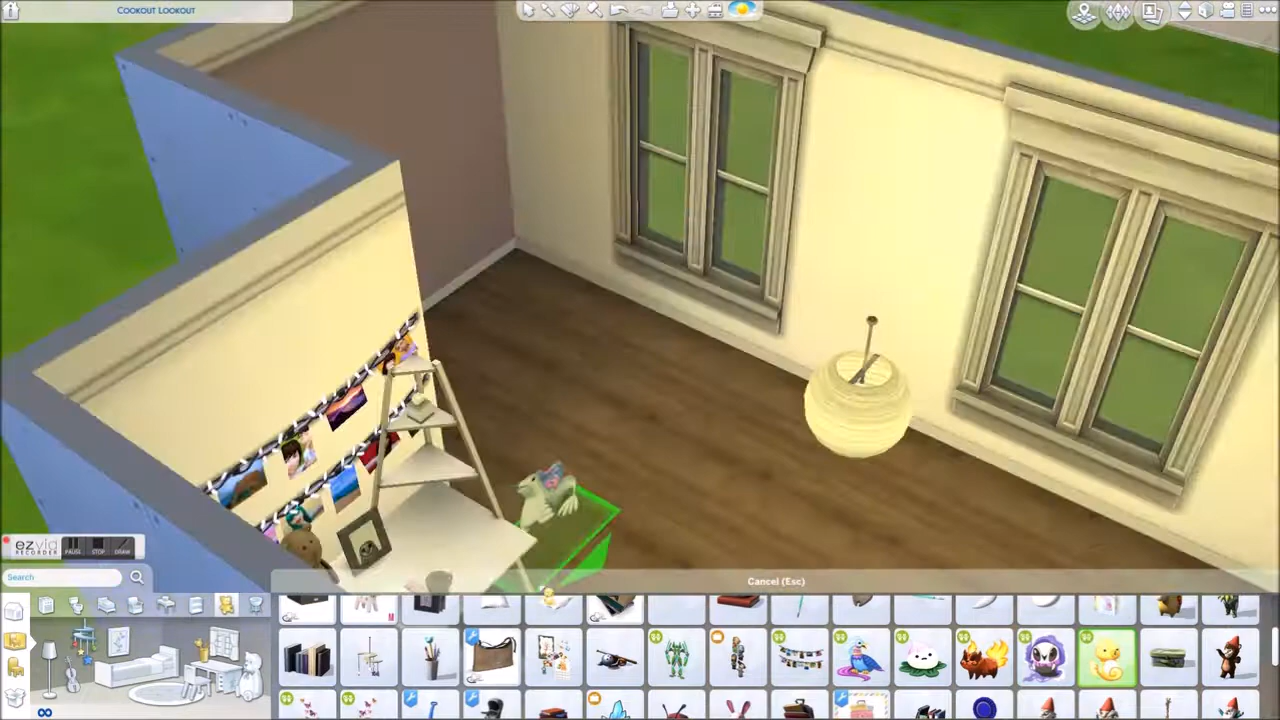 COOKOUT LOOKOUT
ezvid
RECORDER
PAUSE
STOP
DRAW
Search
Cancel (Esc)